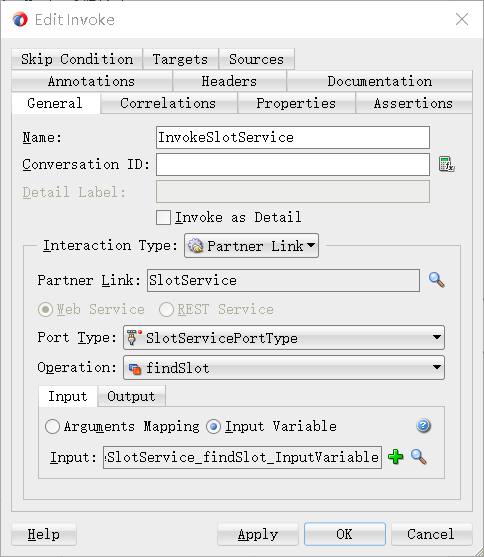 Edit Invoke
Skip Condition Targets Sources
Annotations Headers Documentation
General Correlations Properties Assertions
Name: InvokeSlotService
Conversation ID:
Detail Label:
Invoke as Detail
Interaction Type: Partner Link
Partner Link: SlotService
Web Service REST Service
Port Type: SlotServicePortType
Operation: findSlot
Input Output
Arguments Mapping Input Variable
Input: SlotService_findSlot_InputVariable
Help Apply OK Cancel